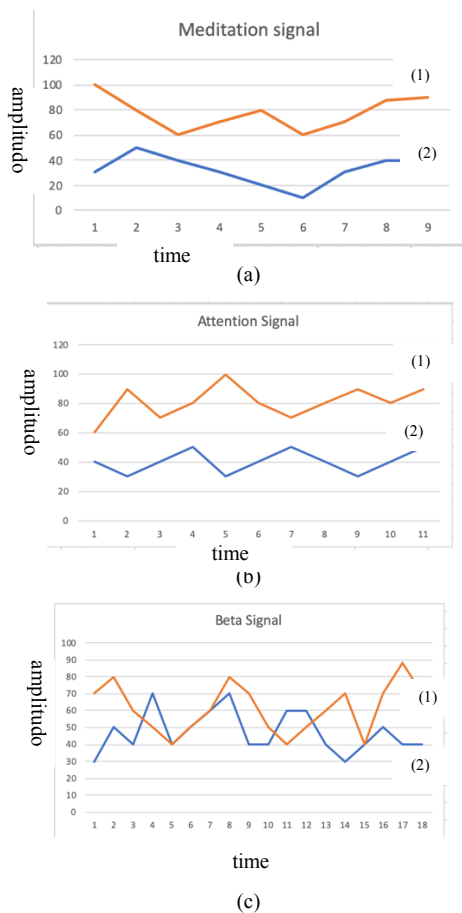 Meditation signal
amplitudo
120
100
80
60
40
20
0
(1)
(2)
1 2 3 4 5 6 7 8 9
time
(a)
Attention Signal
amplitudo
120
100
80
60
40
20
0
(1)
(2)
1 2 3 4 5 6 7 8 9 10 11
time
(b)
Beta Signal
amplitudo
100
90
80
70
60
50
40
30
20
10
0
(1)
(2)
1 2 3 4 5 6 7 8 9 10 11 12 13 14 15 16 17 18
time
(c)